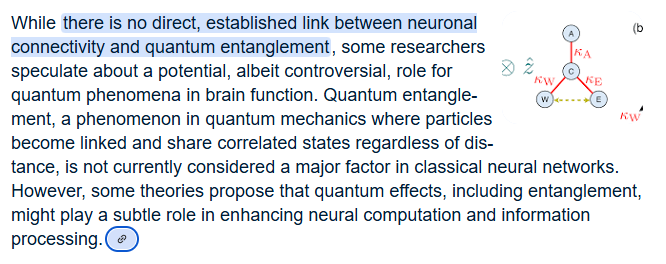 While there is no direct, established link between neuronal
connectivity and quantum entanglement, some researchers
speculate about a potential, albeit controversial, role for
quantum phenomena in brain function. Quantum entangle-
ment, a phenomenon in quantum mechanics where particles
become linked and share correlated states regardless of dis-
tance, is not currently considered a major factor in classical neural networks.
However, some theories propose that quantum effects, including entanglement,
might play a subtle role in enhancing neural computation and information
processing.
(b
A
κA
⊗ ẑ
C
κW
κE
W
E
κW